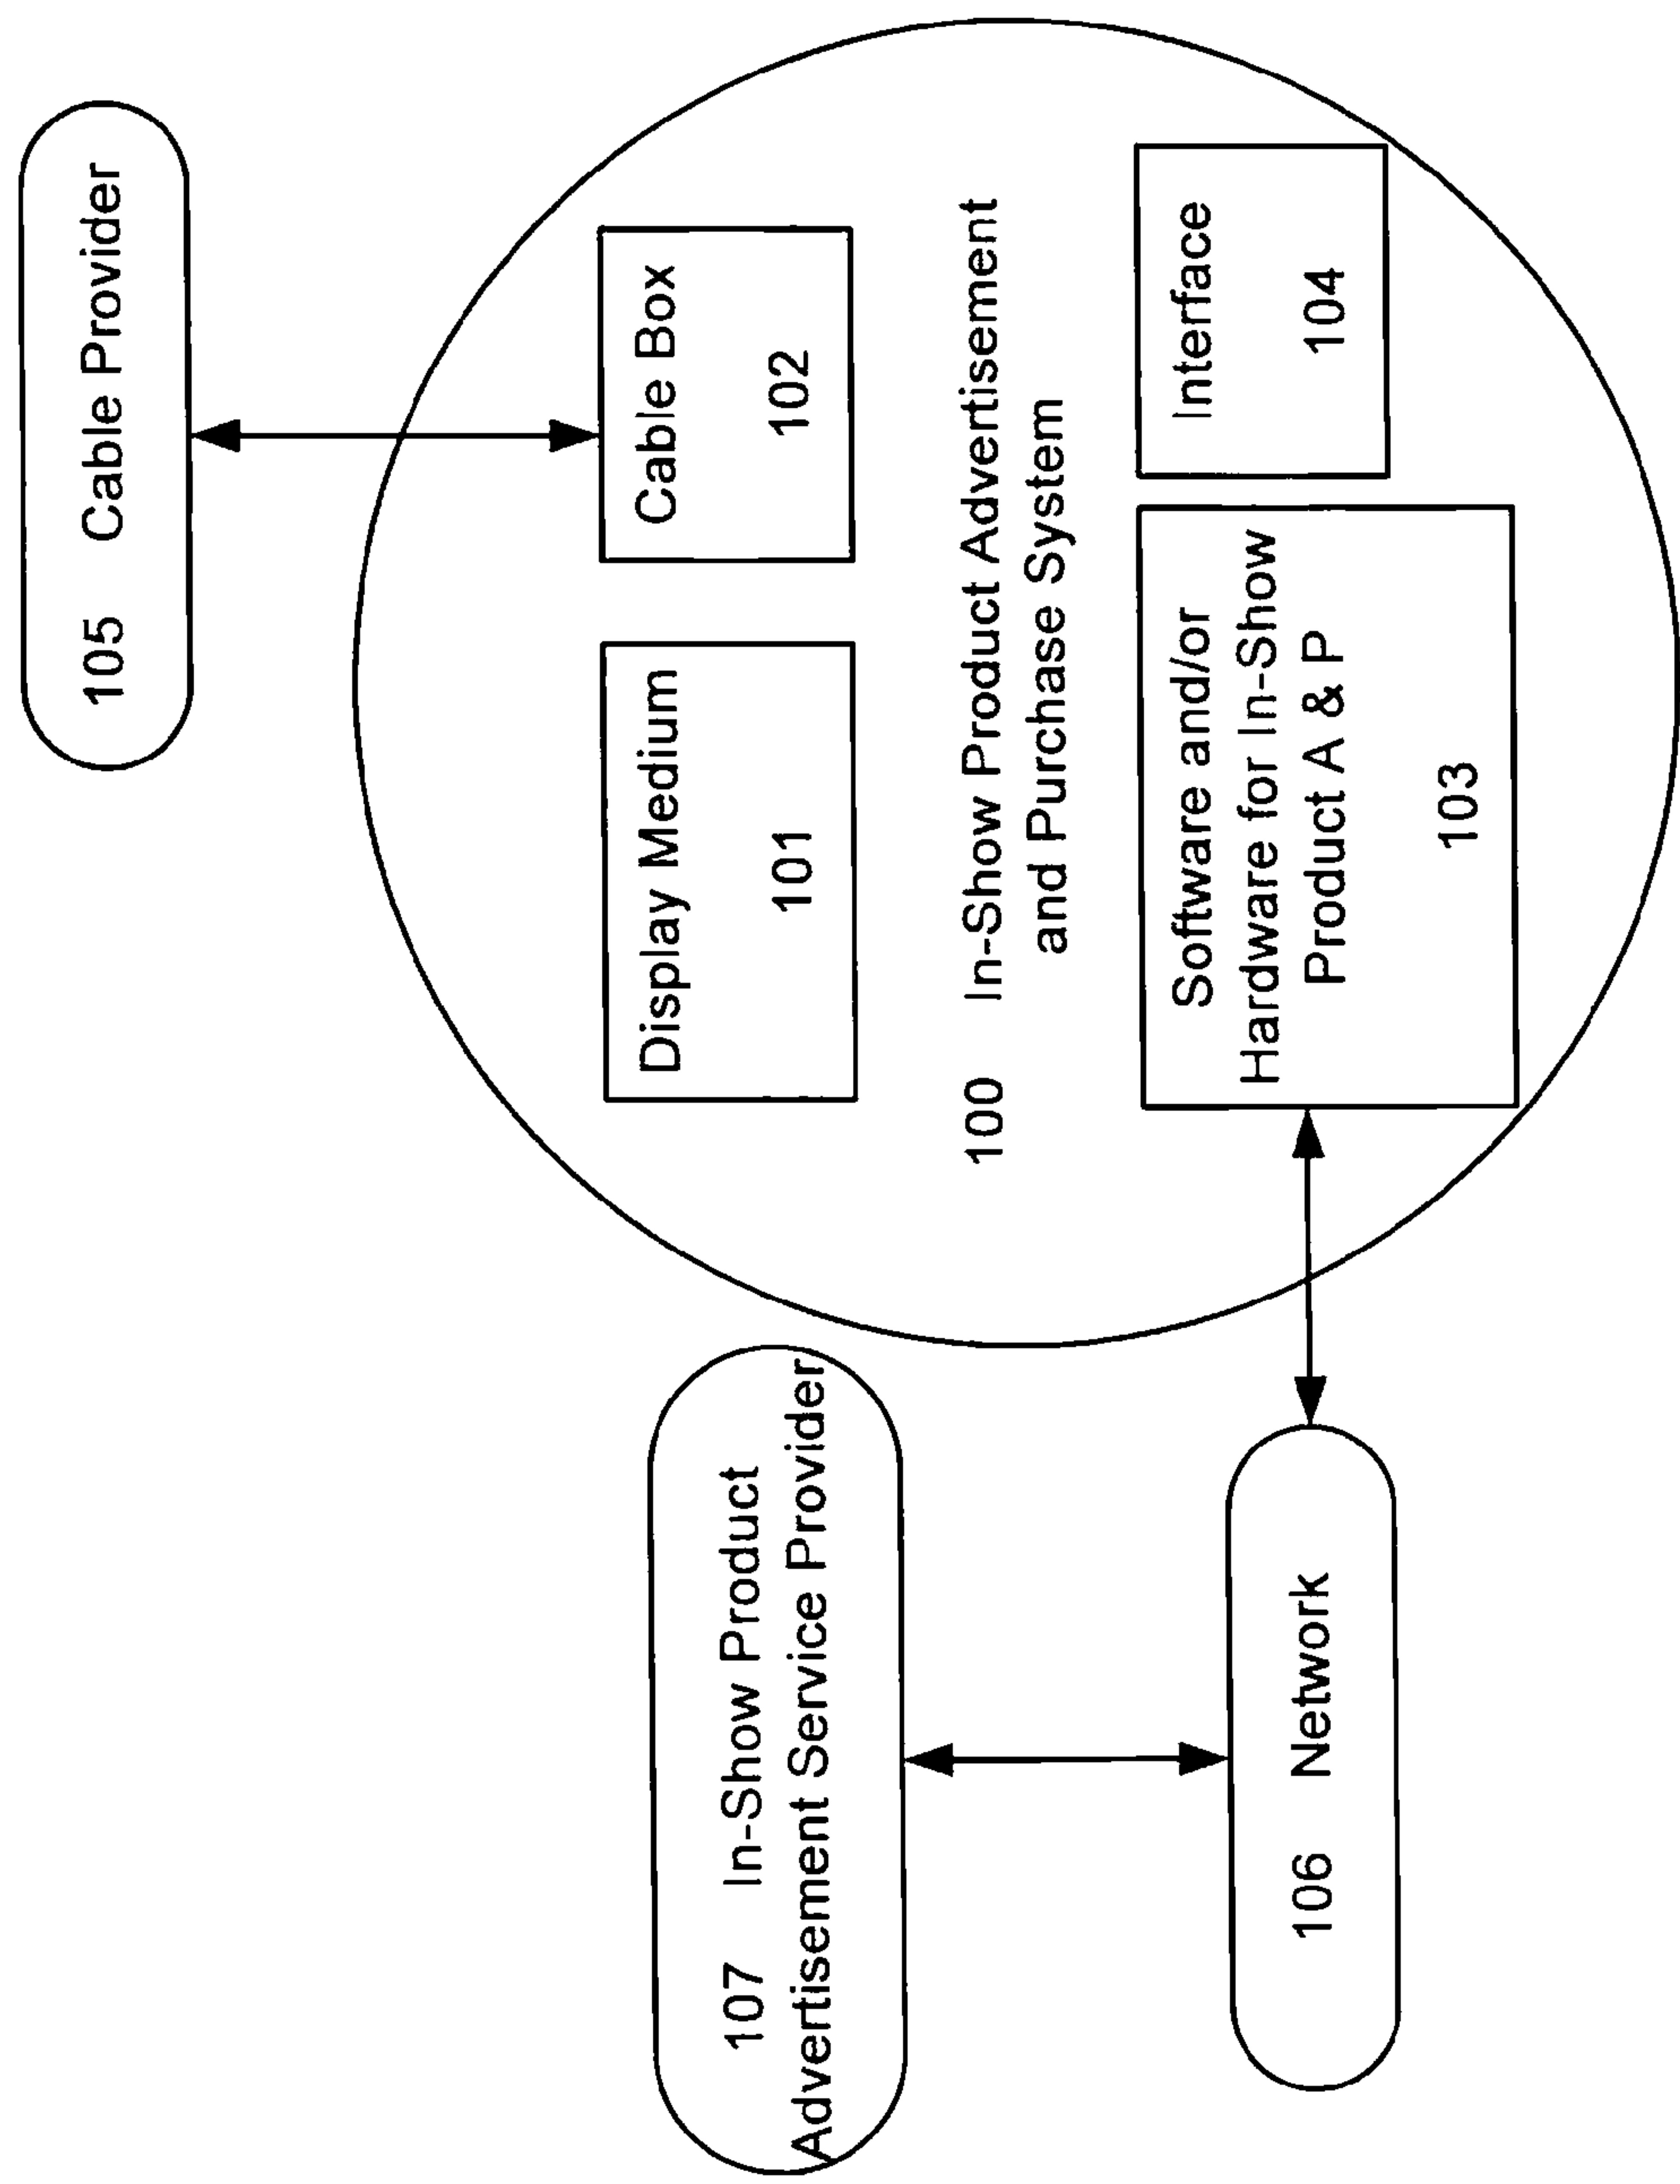 105 Cable Provider
Display Medium
101
Cable Box
102
100 In-Show Product Advertisement
and Purchase System
Software and/or
Hardware for In-Show
Product A & P
103
Interface
104
107 In-Show Product
Advertisement Service Provider
106 Network